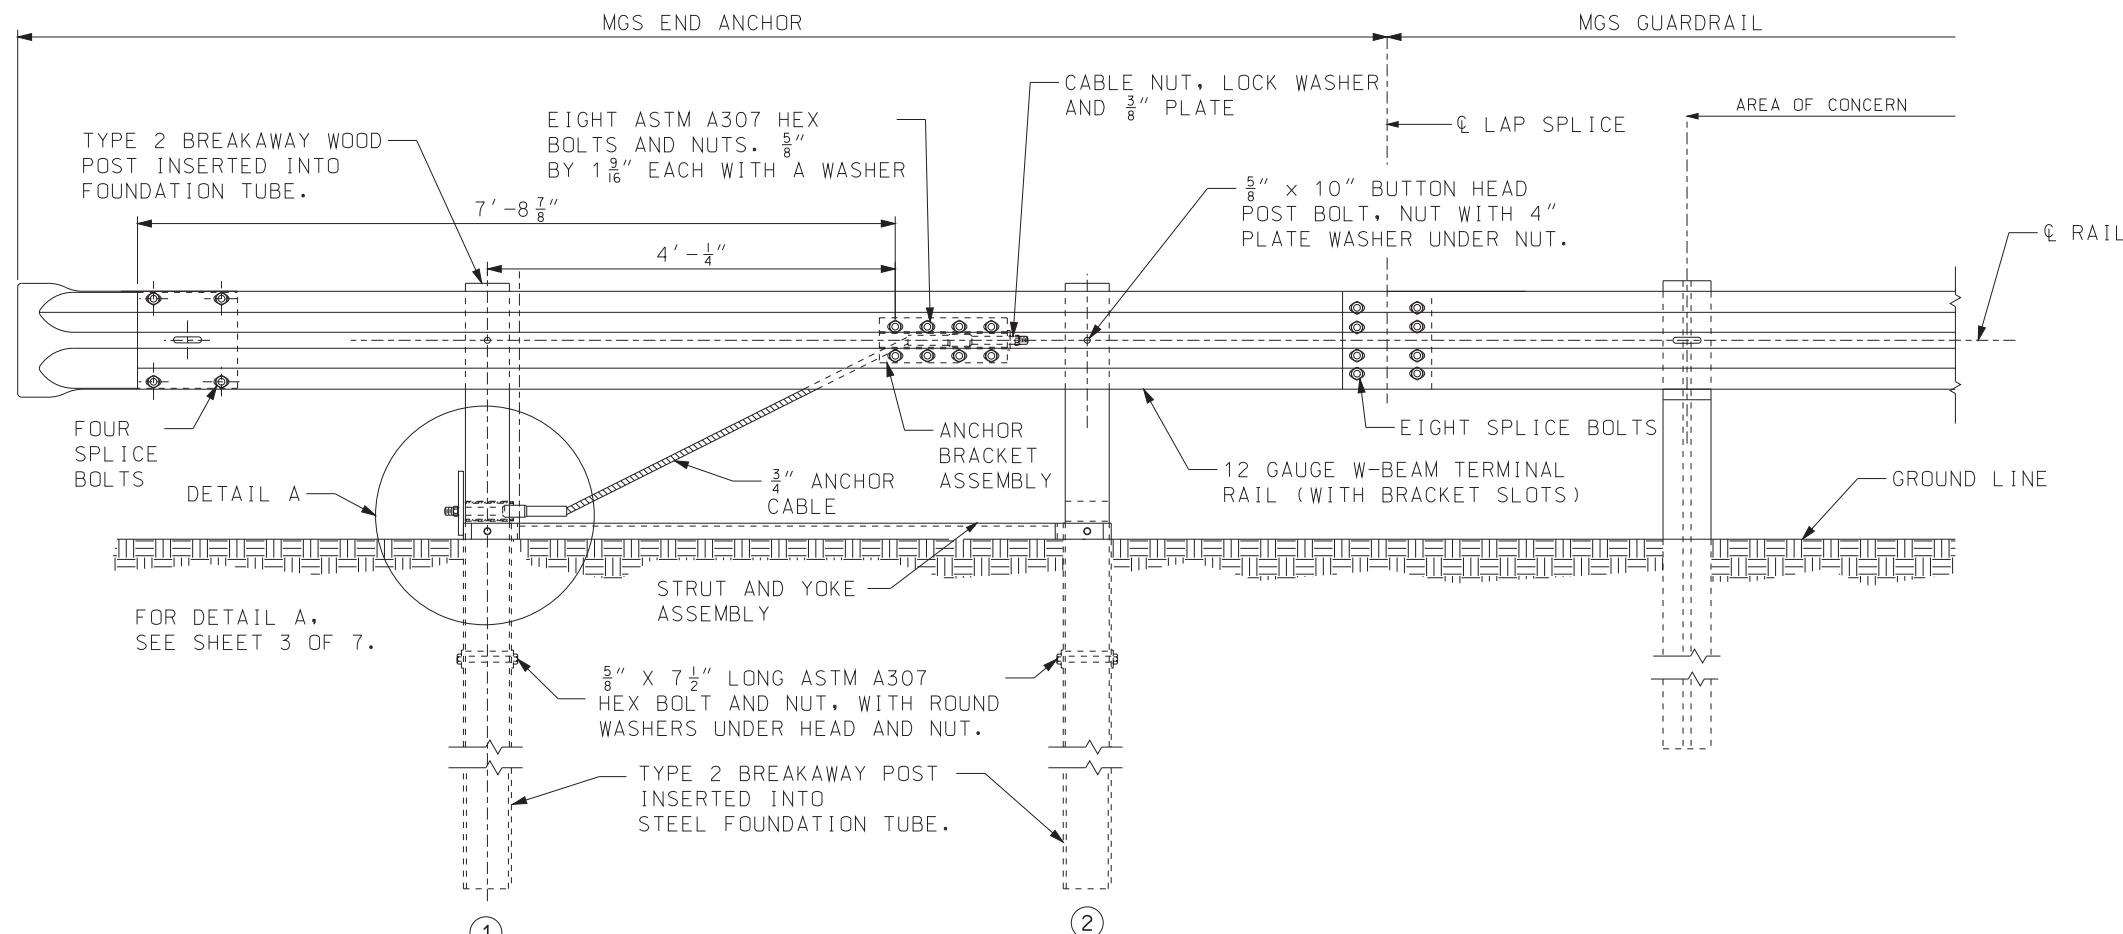 MGS END ANCHOR
MGS GUARDRAIL
CABLE NUT, LOCK WASHER
AND 3/8" PLATE
AREA OF CONCERN
EIGHT ASTM A307 HEX
BOLTS AND NUTS. 5/8"
BY 1 9/16" EACH WITH A WASHER
℄ LAP SPLICE
TYPE 2 BREAKAWAY WOOD
POST INSERTED INTO
FOUNDATION TUBE.
5/8" x 10" BUTTON HEAD
POST BOLT, NUT WITH 4"
PLATE WASHER UNDER NUT.
7'-8 7/8"
℄ RAIL
4'-1/4"
FOUR
SPLICE
BOLTS
ANCHOR
BRACKET
ASSEMBLY
EIGHT SPLICE BOLTS
DETAIL A
3/4" ANCHOR
CABLE
12 GAUGE W-BEAM TERMINAL
RAIL (WITH BRACKET SLOTS)
GROUND LINE
STRUT AND YOKE
ASSEMBLY
FOR DETAIL A,
SEE SHEET 3 OF 7.
5/8" X 7 1/2" LONG ASTM A307
HEX BOLT AND NUT, WITH ROUND
WASHERS UNDER HEAD AND NUT.
TYPE 2 BREAKAWAY POST
INSERTED INTO
STEEL FOUNDATION TUBE.
1
2